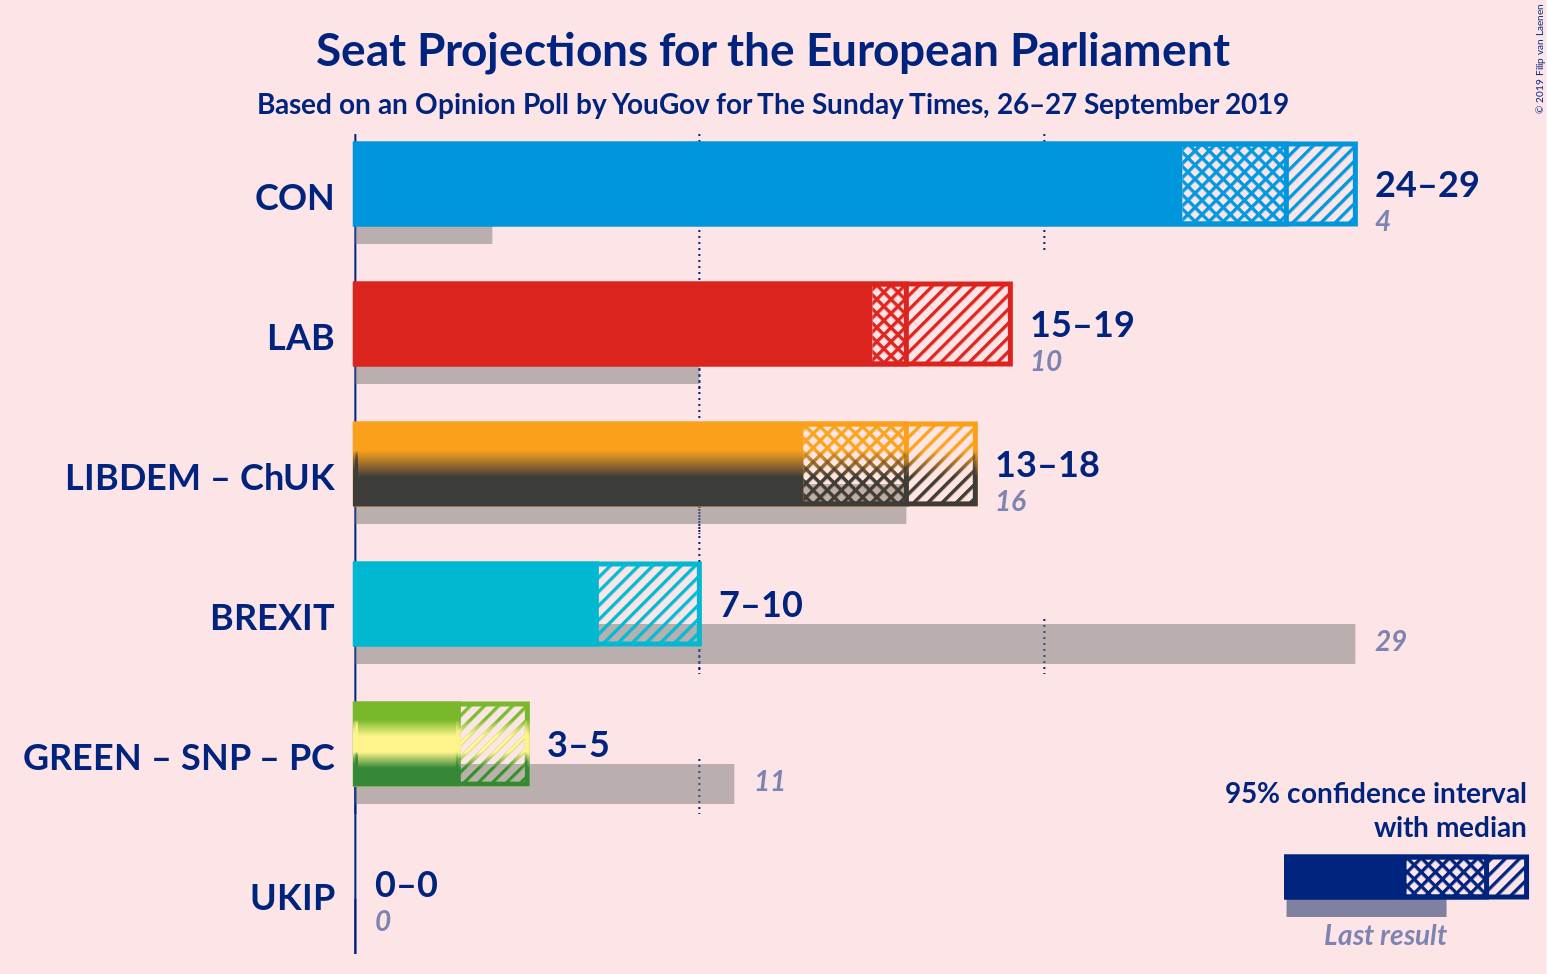 Seat Projections for the European Parliament
Based on an Opinion Poll by YouGov for The Sunday Times, 26–27 September 2019
© 2019 Filip van Laenen
CON
24–29
4
LAB
15–19
10
LIBDEM – ChUK
13–18
16
BREXIT
7–10
29
GREEN – SNP – PC
3–5
11
UKIP
0–0
0
95% confidence interval
with median
Last result